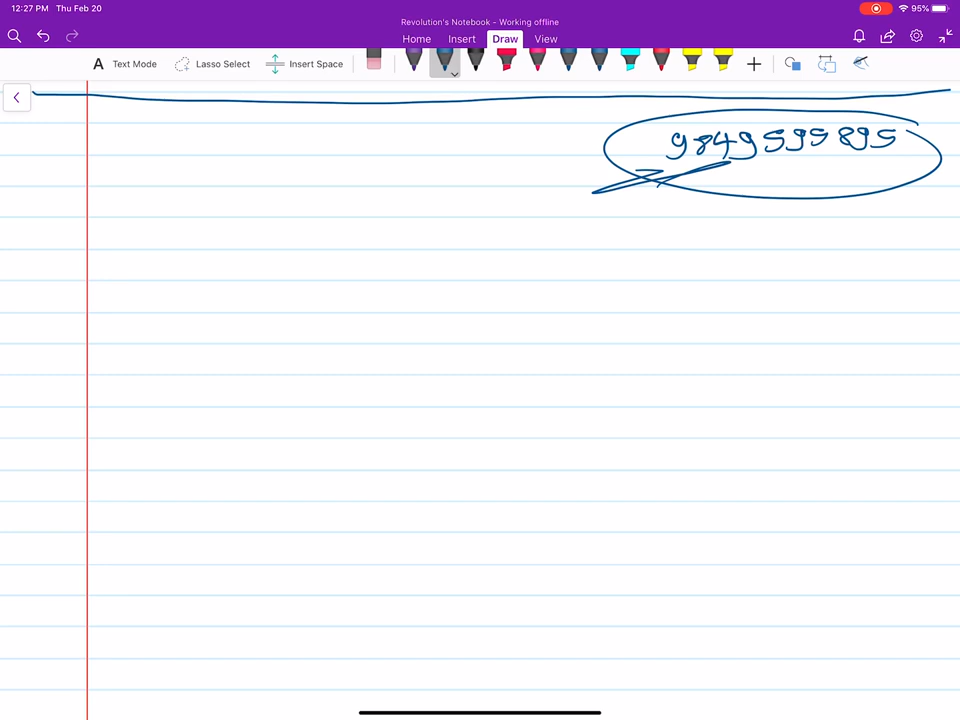 12:27 PM Thu Feb 20
95%
Revolution's Notebook - Working offline
Home Insert Draw View
A Text Mode Lasso Select Insert Space
9849595895